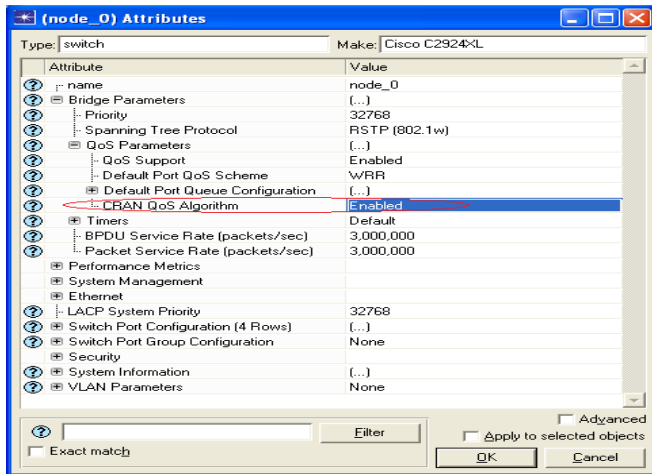 (node_0) Attributes
Type: switch Make: Cisco C2924XL
Attribute Value
name node_0
Bridge Parameters (...)
Priority 32768
Spanning Tree Protocol RSTP (802.1w)
QoS Parameters (...)
QoS Support Enabled
Default Port QoS Scheme WRR
Default Port Queue Configuration (...)
CRAN QoS Algorithm Enabled
Timers Default
BPDU Service Rate (packets/sec) 3,000,000
Packet Service Rate (packets/sec) 3,000,000
Performance Metrics
System Management
Ethernet
LACP System Priority 32768
Switch Port Configuration (4 Rows) (...)
Switch Port Group Configuration None
Security
System Information (...)
VLAN Parameters None
Advanced
Filter Apply to selected objects
Exact match OK Cancel